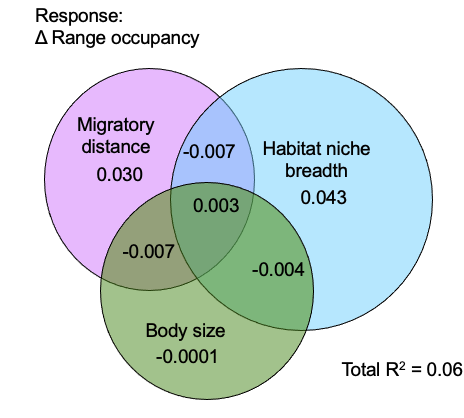 Response:
Δ Range occupancy
Migratory
distance
0.030
-0.007
Habitat niche
breadth
0.043
0.003
-0.007
-0.004
Body size
-0.0001
Total R² = 0.06